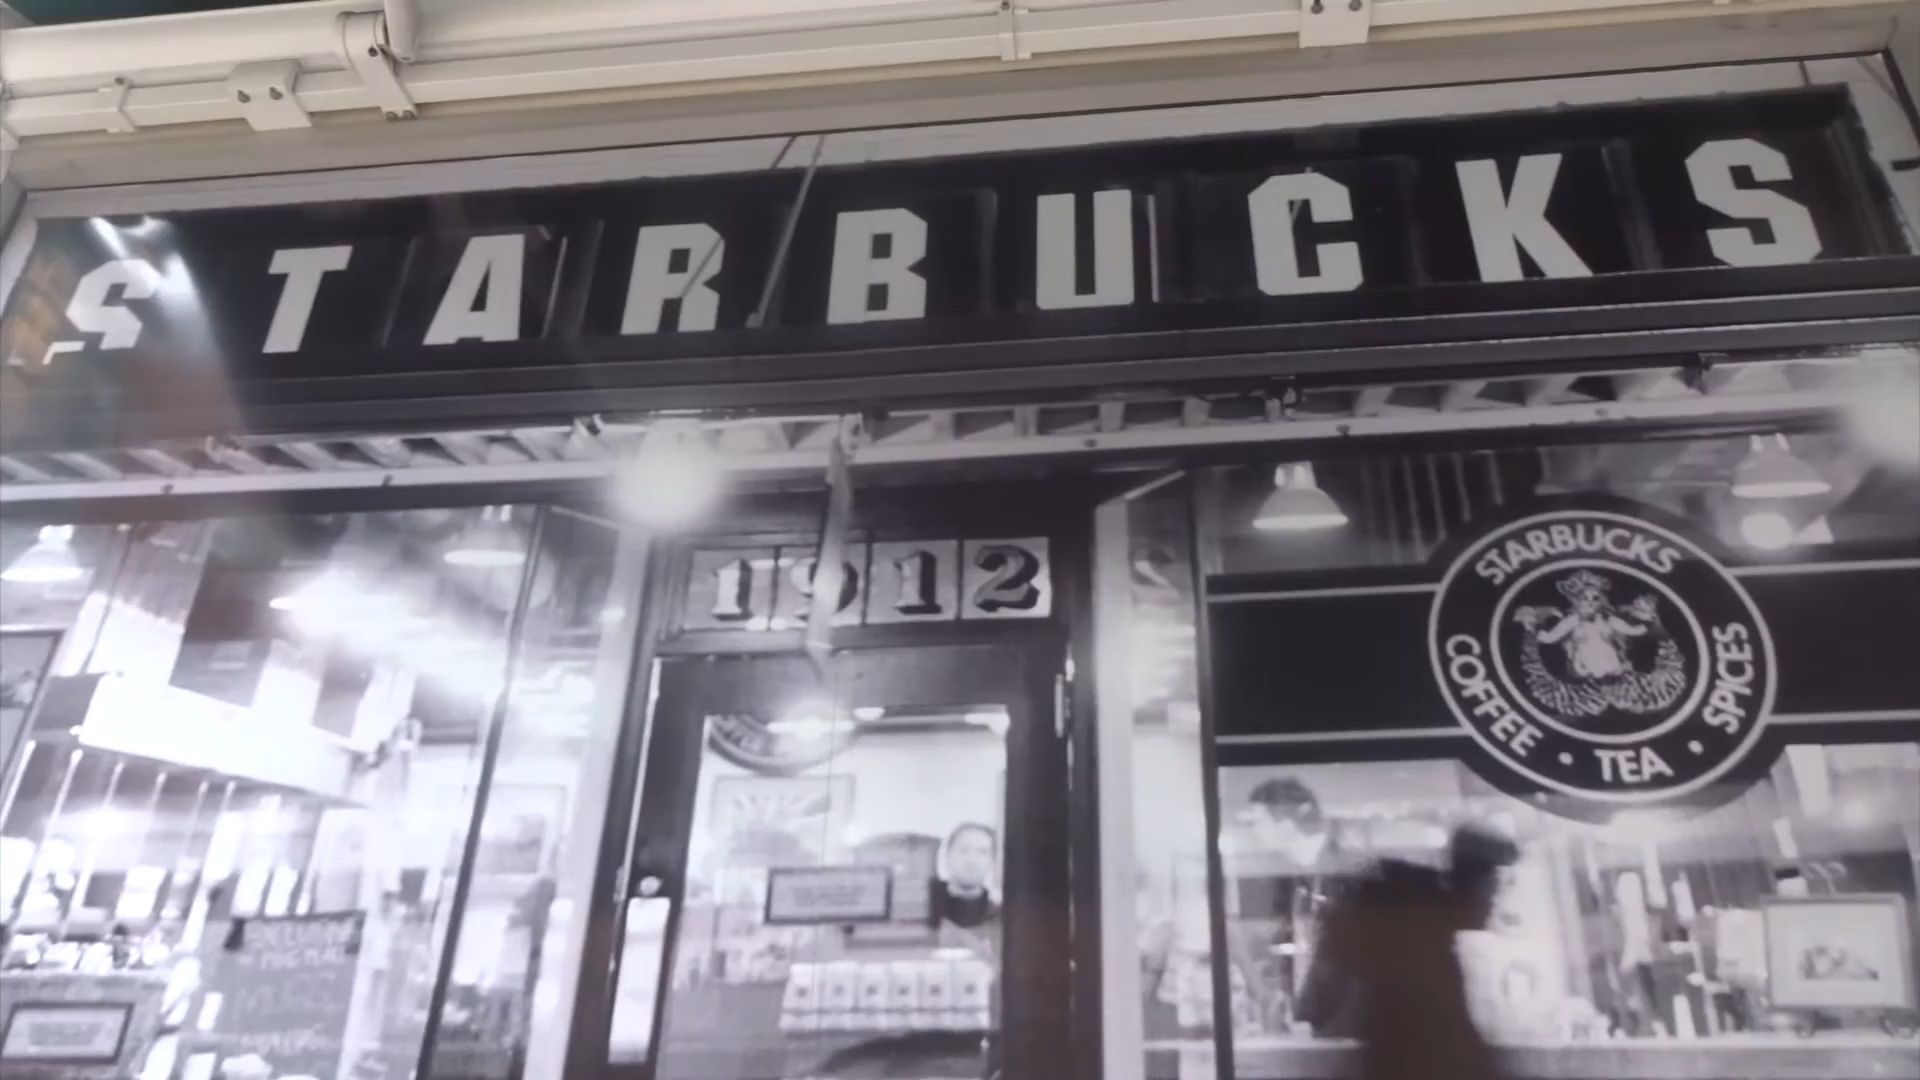 STARBUCKS
1912
STARBUCKS
COFFEE • TEA • SPICES